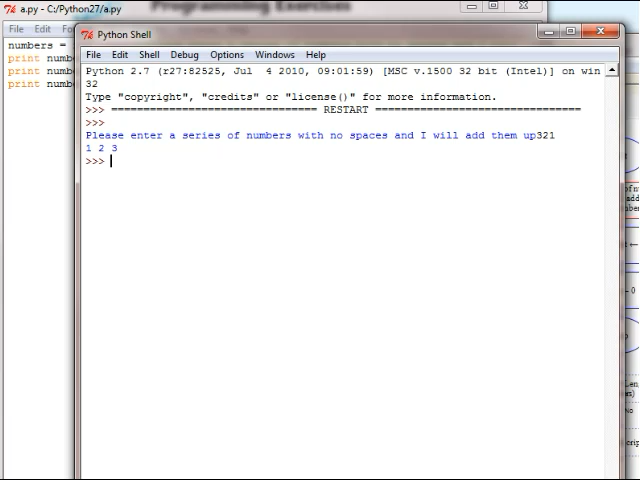 Programming Exercises
a.py - C:/Python27/a.py
File Edit
numbers =
print
print
print
Python Shell
File Edit Shell Debug Options Windows Help
Python 2.7 (r27:82525, Jul  4 2010, 09:01:59) [MSC v.1500 32 bit (Intel)] on win
32
Type "copyright", "credits" or "license()" for more information.
>>> ================================ RESTART ================================
>>>
Please enter a series of numbers with no spaces and I will add them up321
1 2 3
>>>